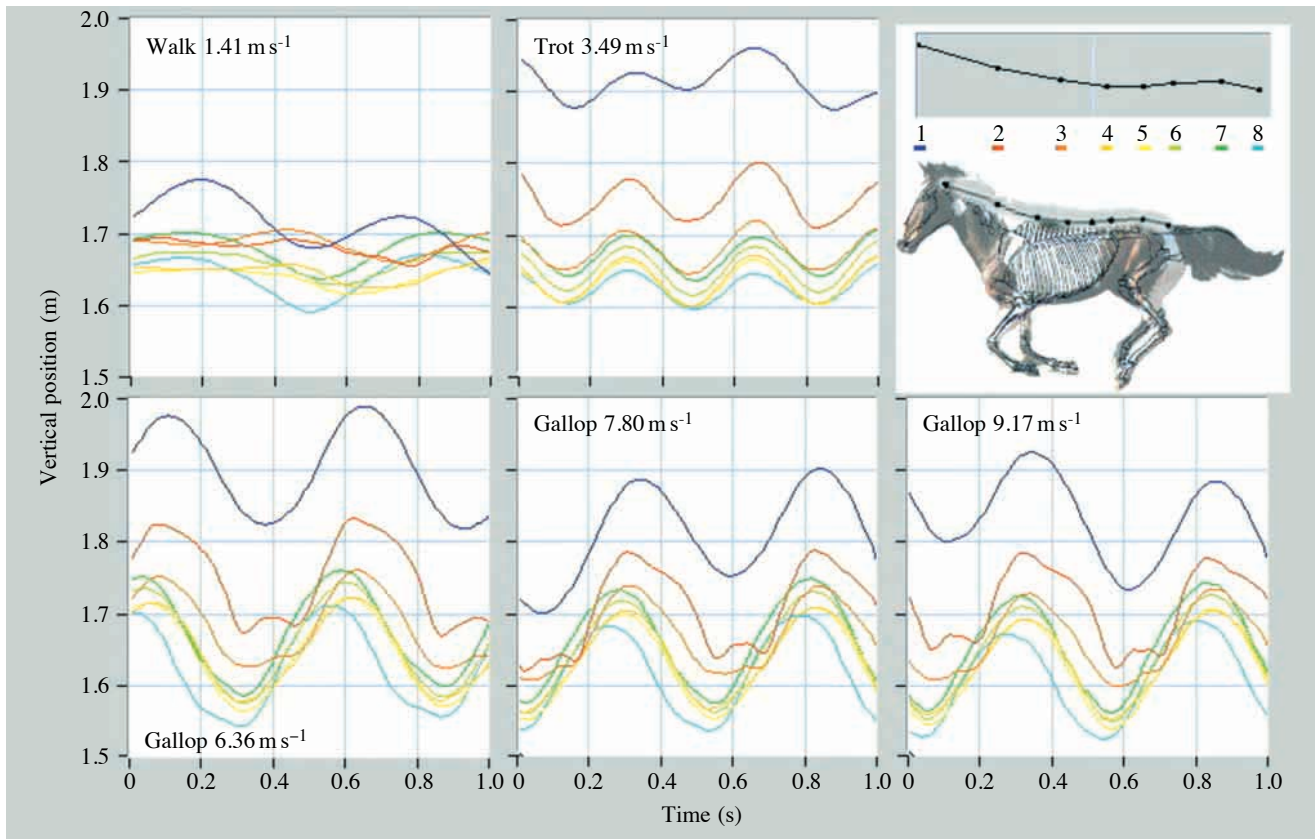 2.0
1.9
1.8
1.7
1.6
1.5
Walk 1.41 m s⁻¹
Trot 3.49 m s⁻¹
1 2 3 4 5 6 7 8
Vertical position (m)
2.0
1.9
1.8
1.7
1.6
1.5
Gallop 6.36 m s⁻¹
Gallop 7.80 m s⁻¹
Gallop 9.17 m s⁻¹
0 0.2 0.4 0.6 0.8 1.0
0 0.2 0.4 0.6 0.8 1.0
0 0.2 0.4 0.6 0.8 1.0
Time (s)